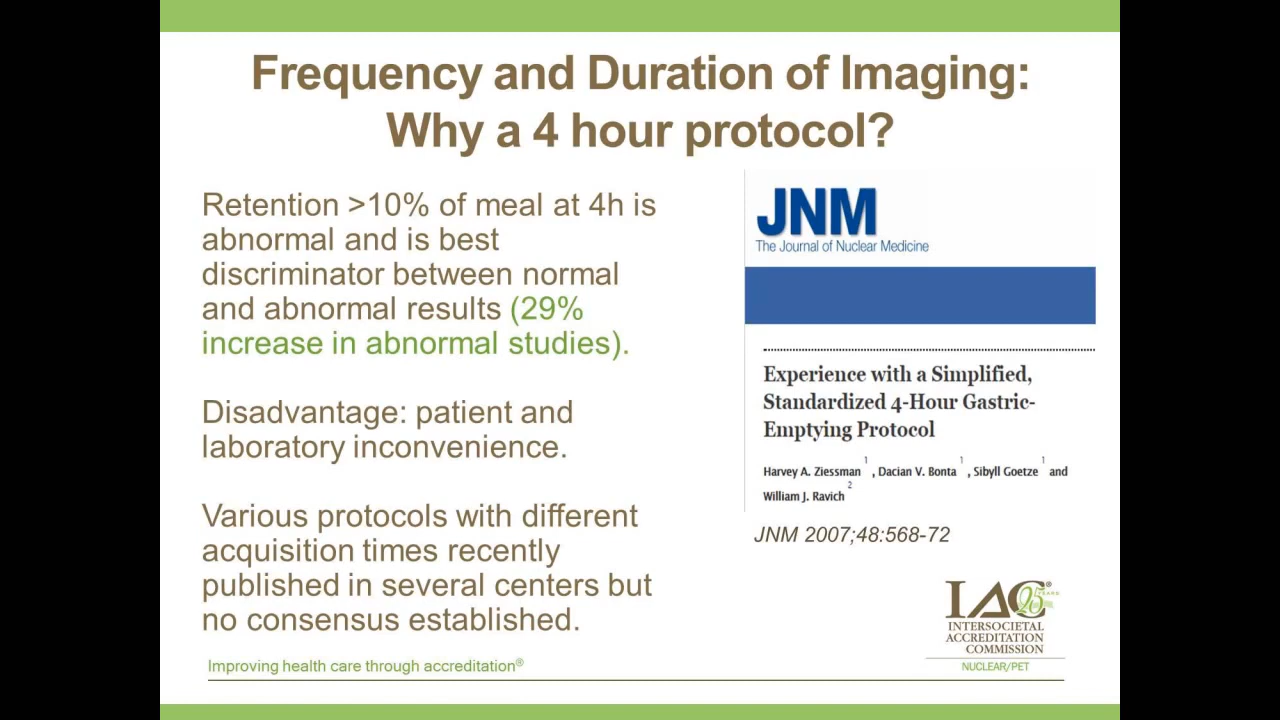 Frequency and Duration of Imaging:
Why a 4 hour protocol?
Retention >10% of meal at 4h is
abnormal and is best
discriminator between normal
and abnormal results (29%
increase in abnormal studies).
Disadvantage: patient and
laboratory inconvenience.
Various protocols with different
acquisition times recently
published in several centers but
no consensus established.
JNM
The Journal of Nuclear Medicine
Experience with a Simplified,
Standardized 4-Hour Gastric-
Emptying Protocol
Harvey A. Ziessman 1 , Dacian V. Bonta 1 , Sibyll Goetze 1 and
William J. Ravich 2
JNM 2007;48:568-72
IAC® 25 YEARS
INTERSOCIETAL
ACCREDITATION
COMMISSION
NUCLEAR/PET
Improving health care through accreditation®